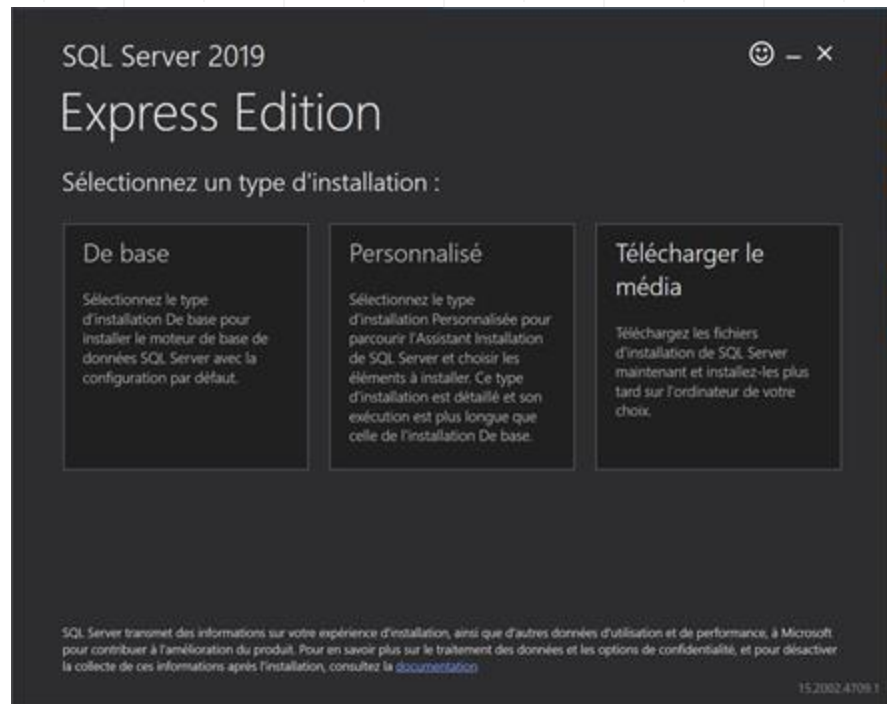 SQL Server 2019
Express Edition
Sélectionnez un type d'installation :
De base
Sélectionnez le type
d'installation De base pour
installer le moteur de base de
données SQL Server avec la
configuration par défaut.
Personnalisé
Sélectionnez le type
d'installation Personnalisée pour
parcourir l'Assistant Installation
de SQL Server et choisir les
éléments à installer. Ce type
d'installation est détaillé et son
exécution est plus longue que
celle de l'installation De base.
Télécharger le
média
Téléchargez les fichiers
d'installation de SQL Server
maintenant et installez-les plus
tard sur l'ordinateur de votre
choix.
SQL Server transmet des informations sur votre expérience d'installation, ainsi que d'autres données d'utilisation et de performance, à Microsoft
pour contribuer à l'amélioration du produit. Pour en savoir plus sur le traitement des données et les options de confidentialité, et pour désactiver
la collecte de ces informations après l'installation, consultez la documentation
15.2002.4709.1